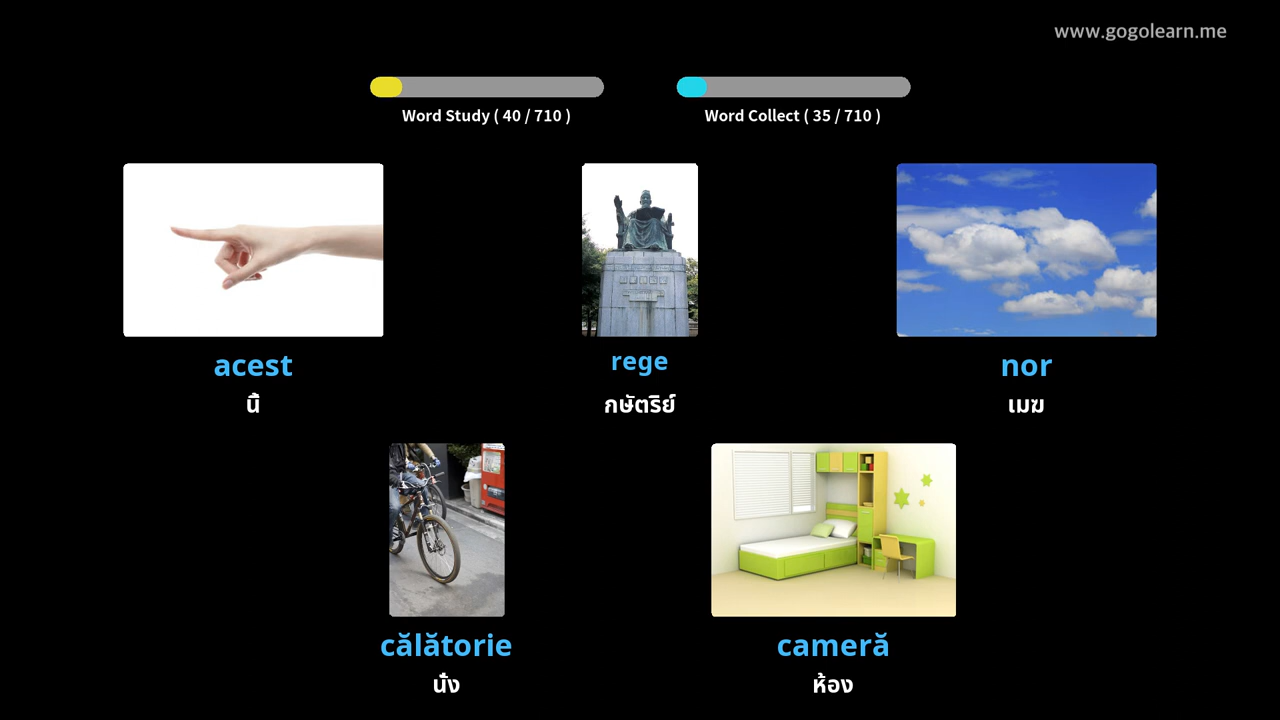 www.gogolearn.me
Word Study ( 40 / 710 )
Word Collect ( 35 / 710 )
acest
นี้
rege
กษัตริย์
nor
เมฆ
călătorie
นั่ง
cameră
ห้อง